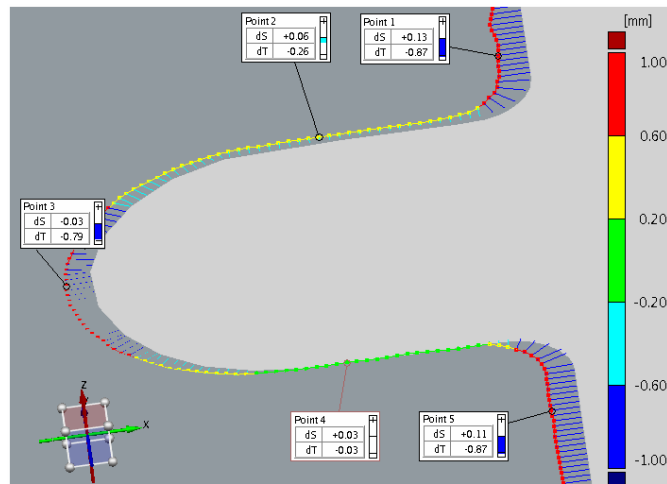 [mm]
Point 2
dS +0.06
dT -0.26
Point 1
dS +0.13
dT -0.87
1.00
0.60
0.20
-0.20
-0.60
-1.00
Point 3
dS -0.03
dT -0.79
Point 4
dS +0.03
dT -0.03
Point 5
dS +0.11
dT -0.87
Z
Y
X